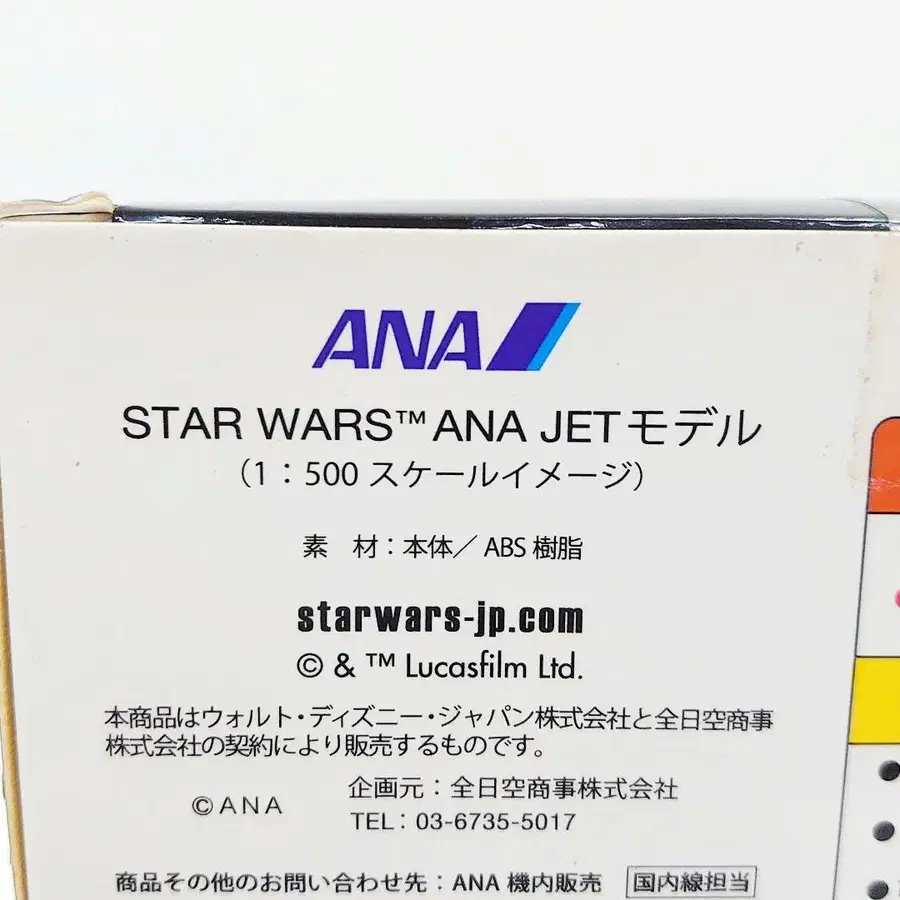 ANA
STAR WARS™ ANA JETモデル
（1：500 スケールイメージ）
素　材：本体／ABS 樹脂
starwars-jp.com
© & ™ Lucasfilm Ltd.
本商品はウォルト・ディズニー・ジャパン株式会社と全日空商事
株式会社の契約により販売するものです。
©ANA
企画元：全日空商事株式会社
TEL：03-6735-5017
商品その他のお問い合わせ先：ANA 機内販売 国内線担当